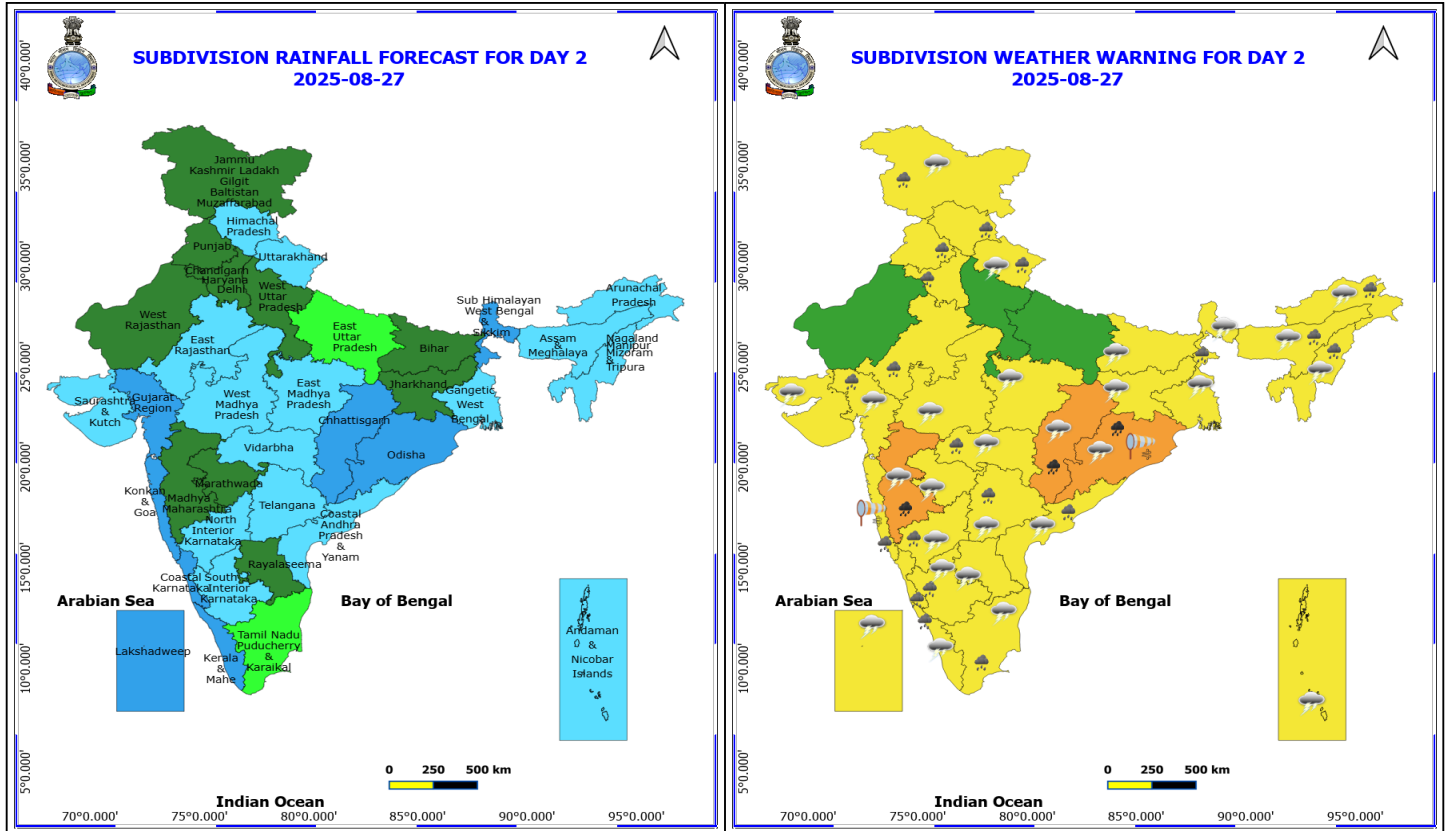 SUBDIVISION RAINFALL FORECAST FOR DAY 2
2025-08-27
40°0.000'
35°0.000'
30°0.000'
25°0.000'
20°0.000'
15°0.000'
10°0.000'
5°0.000'
Jammu
Kashmir Ladakh
Gilgit
Baltistan
Muzaffarabad
Himachal
Pradesh
Punjab
Uttarakhand
Chandigarh
Haryana
Delhi
West
Uttar
Pradesh
West
Rajasthan
East
Rajasthan
East
Uttar
Pradesh
Bihar
Sub Himalayan
West Bengal
&
Sikkim
Arunachal
Pradesh
Assam
&
Meghalaya
Nagaland
Manipur
Mizoram
&
Tripura
Jharkhand
Gangetic
West
Bengal
Saurashtra
&
Kutch
Gujarat
Region
West
Madhya
Pradesh
East
Madhya
Pradesh
Chhattisgarh
Odisha
Vidarbha
Marathwada
Madhya
Maharashtra
Konkan
&
Goa
Telangana
North
Interior
Karnataka
Coastal
Andhra
Pradesh
&
Yanam
Rayalaseema
Coastal
Karnataka
South
Interior
Karnataka
Tamil Nadu
Puducherry
&
Karaikal
Kerala
&
Mahe
Lakshadweep
Andaman
&
Nicobar
Islands
Arabian Sea
Bay of Bengal
0 250 500 km
Indian Ocean
70°0.000' 75°0.000' 80°0.000' 85°0.000' 90°0.000' 95°0.000'
SUBDIVISION WEATHER WARNING FOR DAY 2
2025-08-27
40°0.000'
35°0.000'
30°0.000'
25°0.000'
20°0.000'
15°0.000'
10°0.000'
5°0.000'
Arabian Sea
Bay of Bengal
0 250 500 km
Indian Ocean
70°0.000' 75°0.000' 80°0.000' 85°0.000' 90°0.000' 95°0.000'